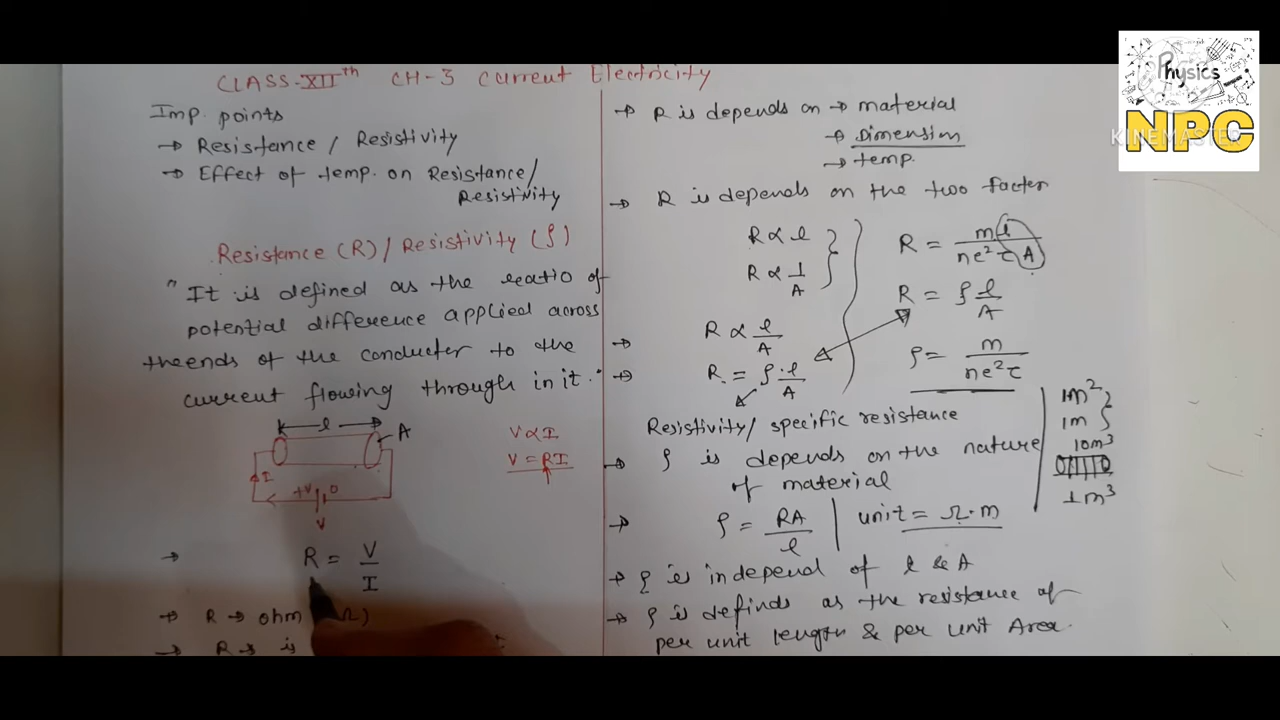 CLASS-XIIth CH-3 Current Electricity
Imp. points
→ Resistance / Resistivity
→ Effect of temp. on Resistance/
Resistivity
Resistance (R) / Resistivity (ρ)
"It is defined as the reatio of
potential difference applied across
the ends of the conductor to the
current flowing through in it."
l
A
I
+V 0
V
V ∝ I
V = RI
→ R = V/I
→ R → ohm Ω)
→ R → is
→ R is depends on → material
→ Dimension
→ temp.
→ R is depends on the two factor
R ∝ l
R ∝ 1/A
→ R ∝ l/A
→ R = ρ·l/A
R = ml/ne²τA
R = ρ l/A
ρ = m/ne²τ
Resistivity/specific resistance
→ ρ is depends on the nature
of material
→ ρ = RA/l | unit = Ω·m
→ ρ is independ of l & A
→ ρ is definds as the resistance of
per unit length & per unit Area.
1m²
1m
10m³
1m³
Physics
NPC
KINEMASTER